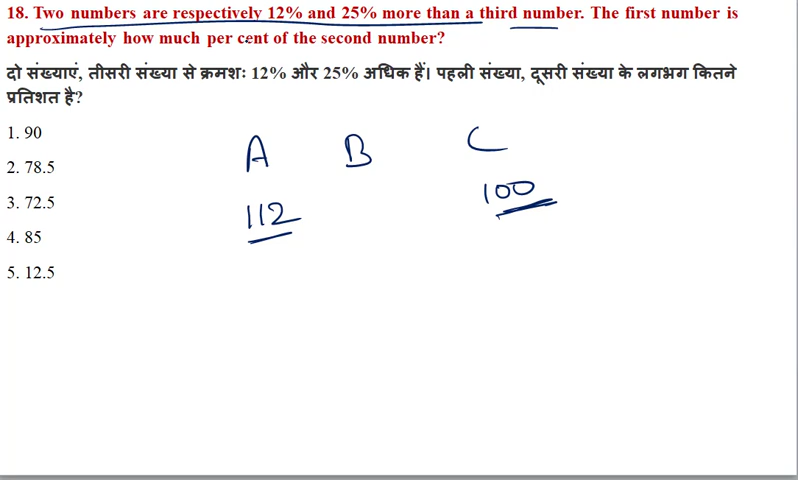 18. Two numbers are respectively 12% and 25% more than a third number. The first number is
approximately how much per cent of the second number?
दो संख्याएं, तीसरी संख्या से क्रमशः 12% और 25% अधिक हैं। पहली संख्या, दूसरी संख्या के लगभग कितने
प्रतिशत है?
1. 90
2. 78.5
3. 72.5
4. 85
5. 12.5
A B C
112 100